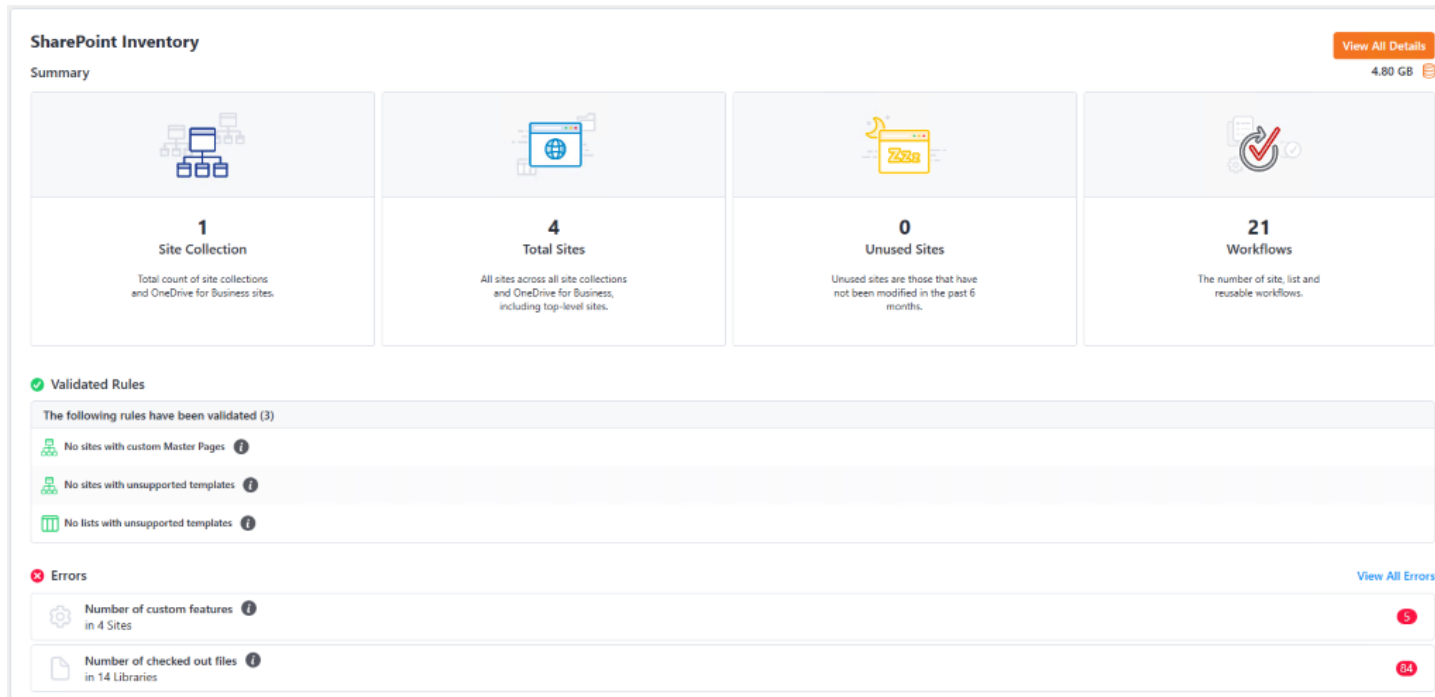 SharePoint Inventory
View All Details
Summary
4.80 GB
1
Site Collection
Total count of site collections
and OneDrive for Business sites.
4
Total Sites
All sites across all site collections
and OneDrive for Business,
including top-level sites.
Zzz
0
Unused Sites
Unused sites are those that have
not been modified in the past 6
months.
21
Workflows
The number of site, list and
reusable workflows.
Validated Rules
The following rules have been validated (3)
No sites with custom Master Pages
No sites with unsupported templates
No lists with unsupported templates
Errors
View All Errors
Number of custom features
in 4 Sites
5
Number of checked out files
in 14 Libraries
84